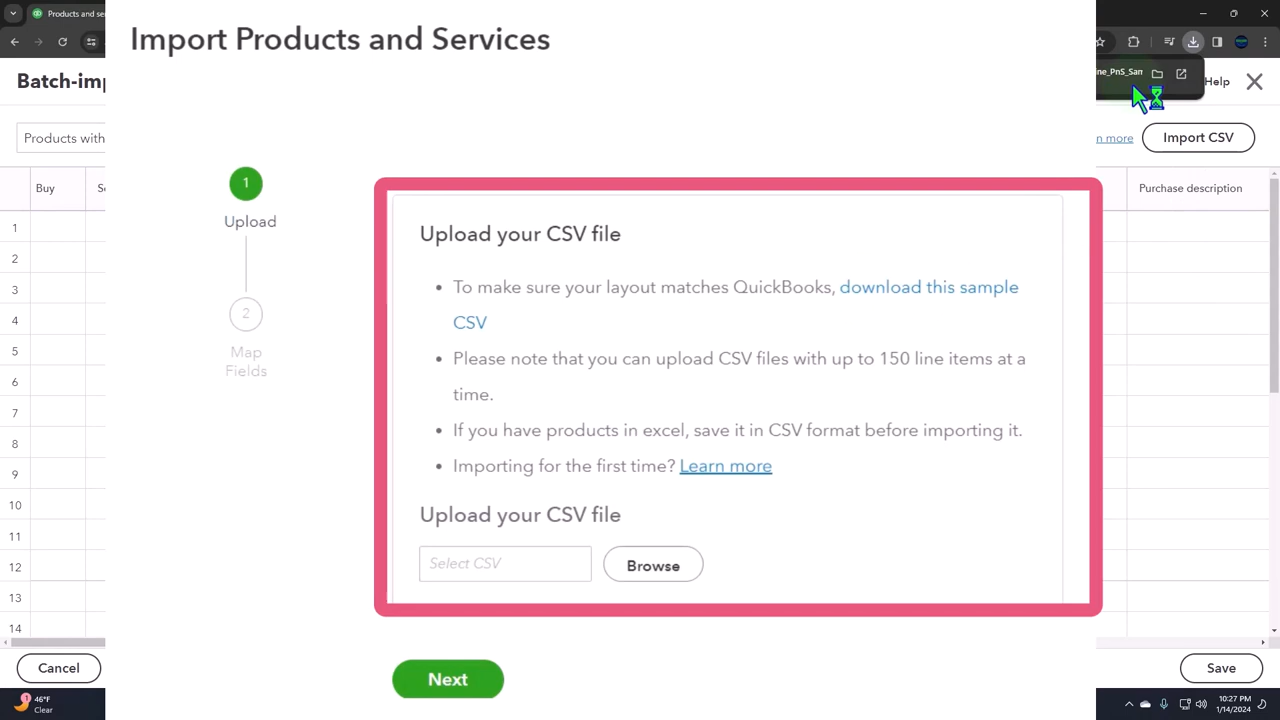 Products and se
Import Products and Services
Batch-imp
_PnS_Sam
Help
Products with
n more
Import CSV
Buy
S
Purchase description
1
Upload
2
Map
Fields
Upload your CSV file
To make sure your layout matches QuickBooks, download this sample
CSV
Please note that you can upload CSV files with up to 150 line items at a
time.
If you have products in excel, save it in CSV format before importing it.
Importing for the first time? Learn more
Upload your CSV file
Select CSV
Browse
1
2
3
4
5
6
7
8
9
10
11
12
13
14
Next
Cancel
Save
1
46°F
Clear
10:27 PM
1/14/2024